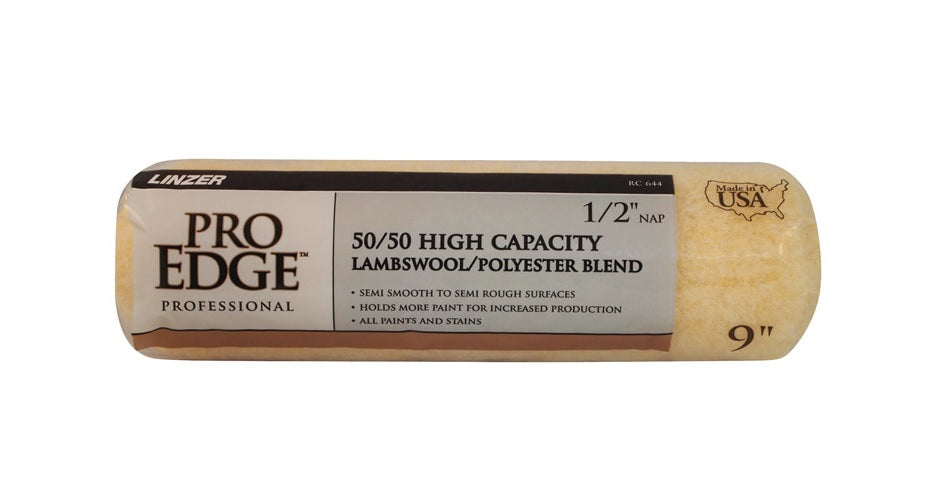 LINZER
RC 644
PRO
EDGE™
PROFESSIONAL
1/2" NAP
50/50 HIGH CAPACITY
LAMBSWOOL/POLYESTER BLEND
• SEMI SMOOTH TO SEMI ROUGH SURFACES
• HOLDS MORE PAINT FOR INCREASED PRODUCTION
• ALL PAINTS AND STAINS
Made in
USA
9"